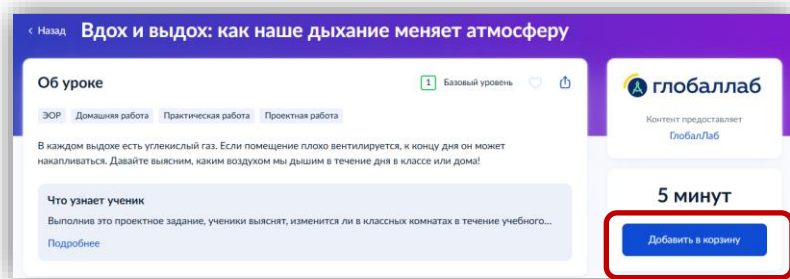 ‹ Назад Вдох и выдох: как наше дыхание меняет атмосферу
Об уроке
1 Базовый уровень
ЭОР Домашняя работа Практическая работа Проектная работа
В каждом выдохе есть углекислый газ. Если помещение плохо вентилируется, к концу дня он может
накапливаться. Давайте выясним, каким воздухом мы дышим в течение дня в классе или дома!
Что узнает ученик
Выполнив это проектное задание, ученики выяснят, изменится ли в классных комнатах в течение учебного...
Подробнее
глобаллаб
Контент предоставляет
ГлобалЛаб
5 минут
Добавить в корзину